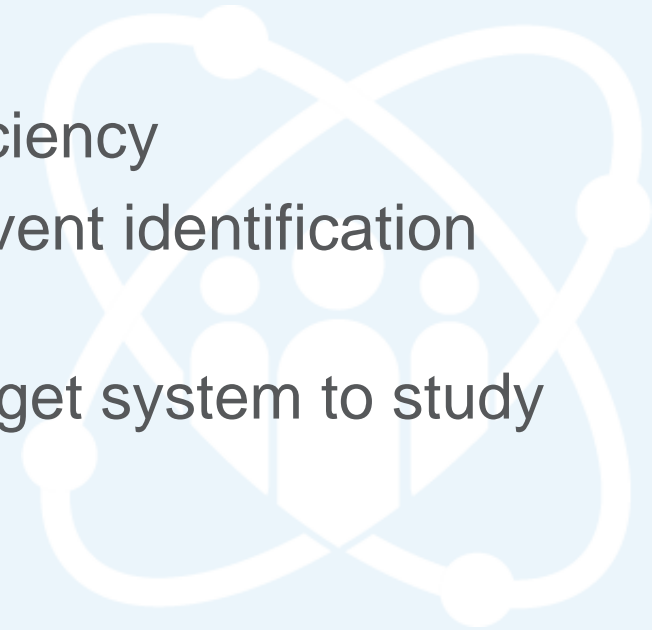 ciency
vent identification
get system to study